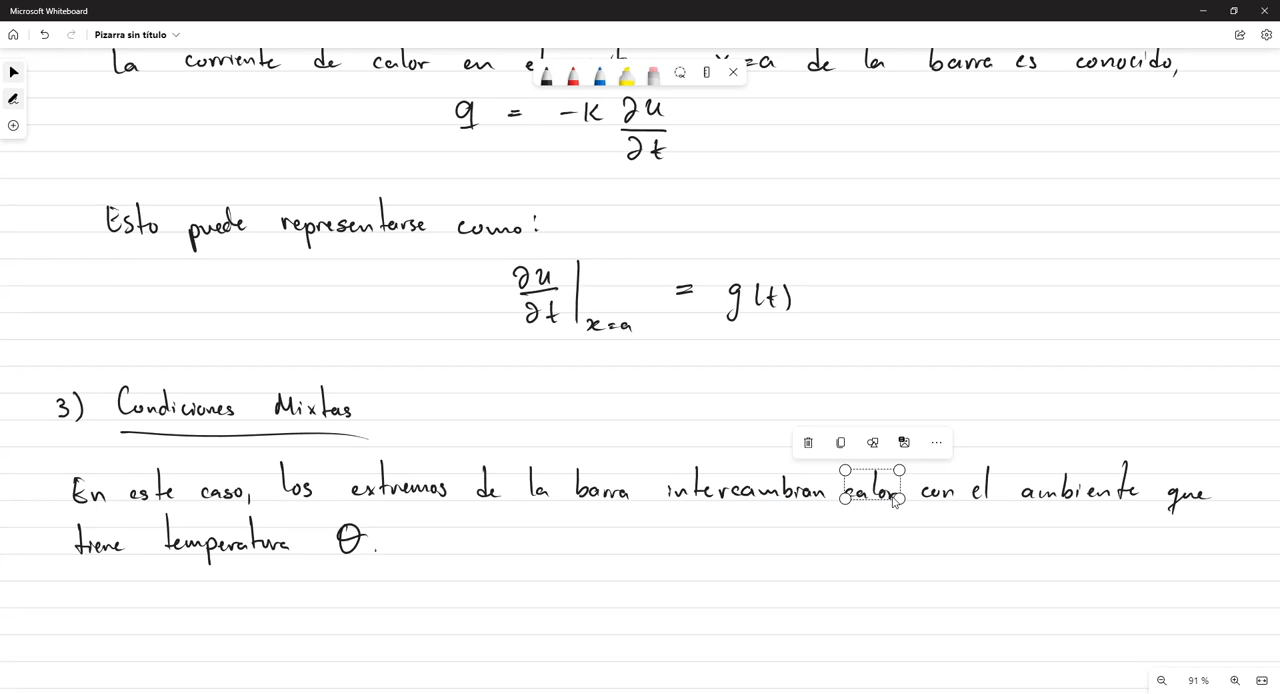 Microsoft Whiteboard
Pizarra sin título
la corriente de calor en el x=a de la barra es conocido,
q = -K ∂u/∂t
Esto puede representarse como:
∂u/∂t |x=a = g(t)
3) Condiciones Mixtas
En este caso, los extremos de la barra intercambian calor con el ambiente que
tiene temperatura θ.
91 %